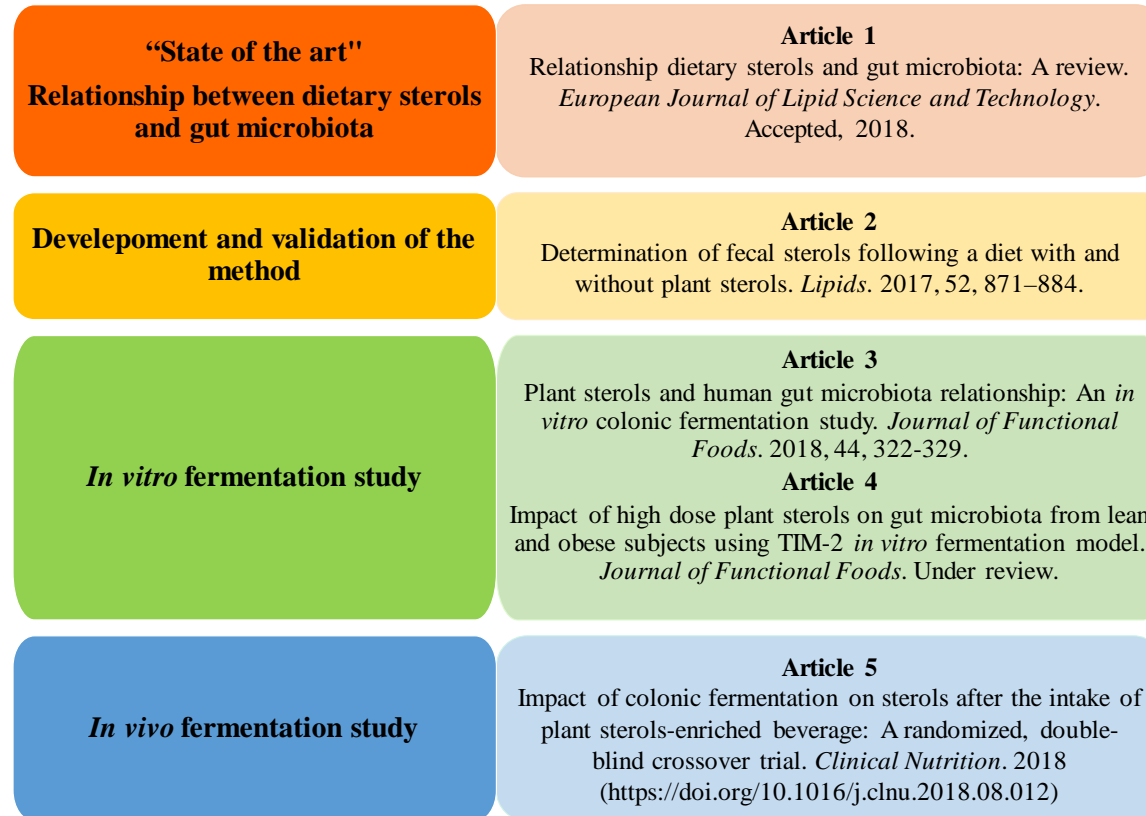 “State of the art"
Relationship between dietary sterols
and gut microbiota
Article 1
Relationship dietary sterols and gut microbiota: A review.
European Journal of Lipid Science and Technology.
Accepted, 2018.
Develepoment and validation of the
method
Article 2
Determination of fecal sterols following a diet with and
without plant sterols. Lipids. 2017, 52, 871–884.
In vitro fermentation study
Article 3
Plant sterols and human gut microbiota relationship: An in
vitro colonic fermentation study. Journal of Functional
Foods. 2018, 44, 322-329.
Article 4
Impact of high dose plant sterols on gut microbiota from lean
and obese subjects using TIM-2 in vitro fermentation model.
Journal of Functional Foods. Under review.
In vivo fermentation study
Article 5
Impact of colonic fermentation on sterols after the intake of
plant sterols-enriched beverage: A randomized, double-
blind crossover trial. Clinical Nutrition. 2018
(https://doi.org/10.1016/j.clnu.2018.08.012)